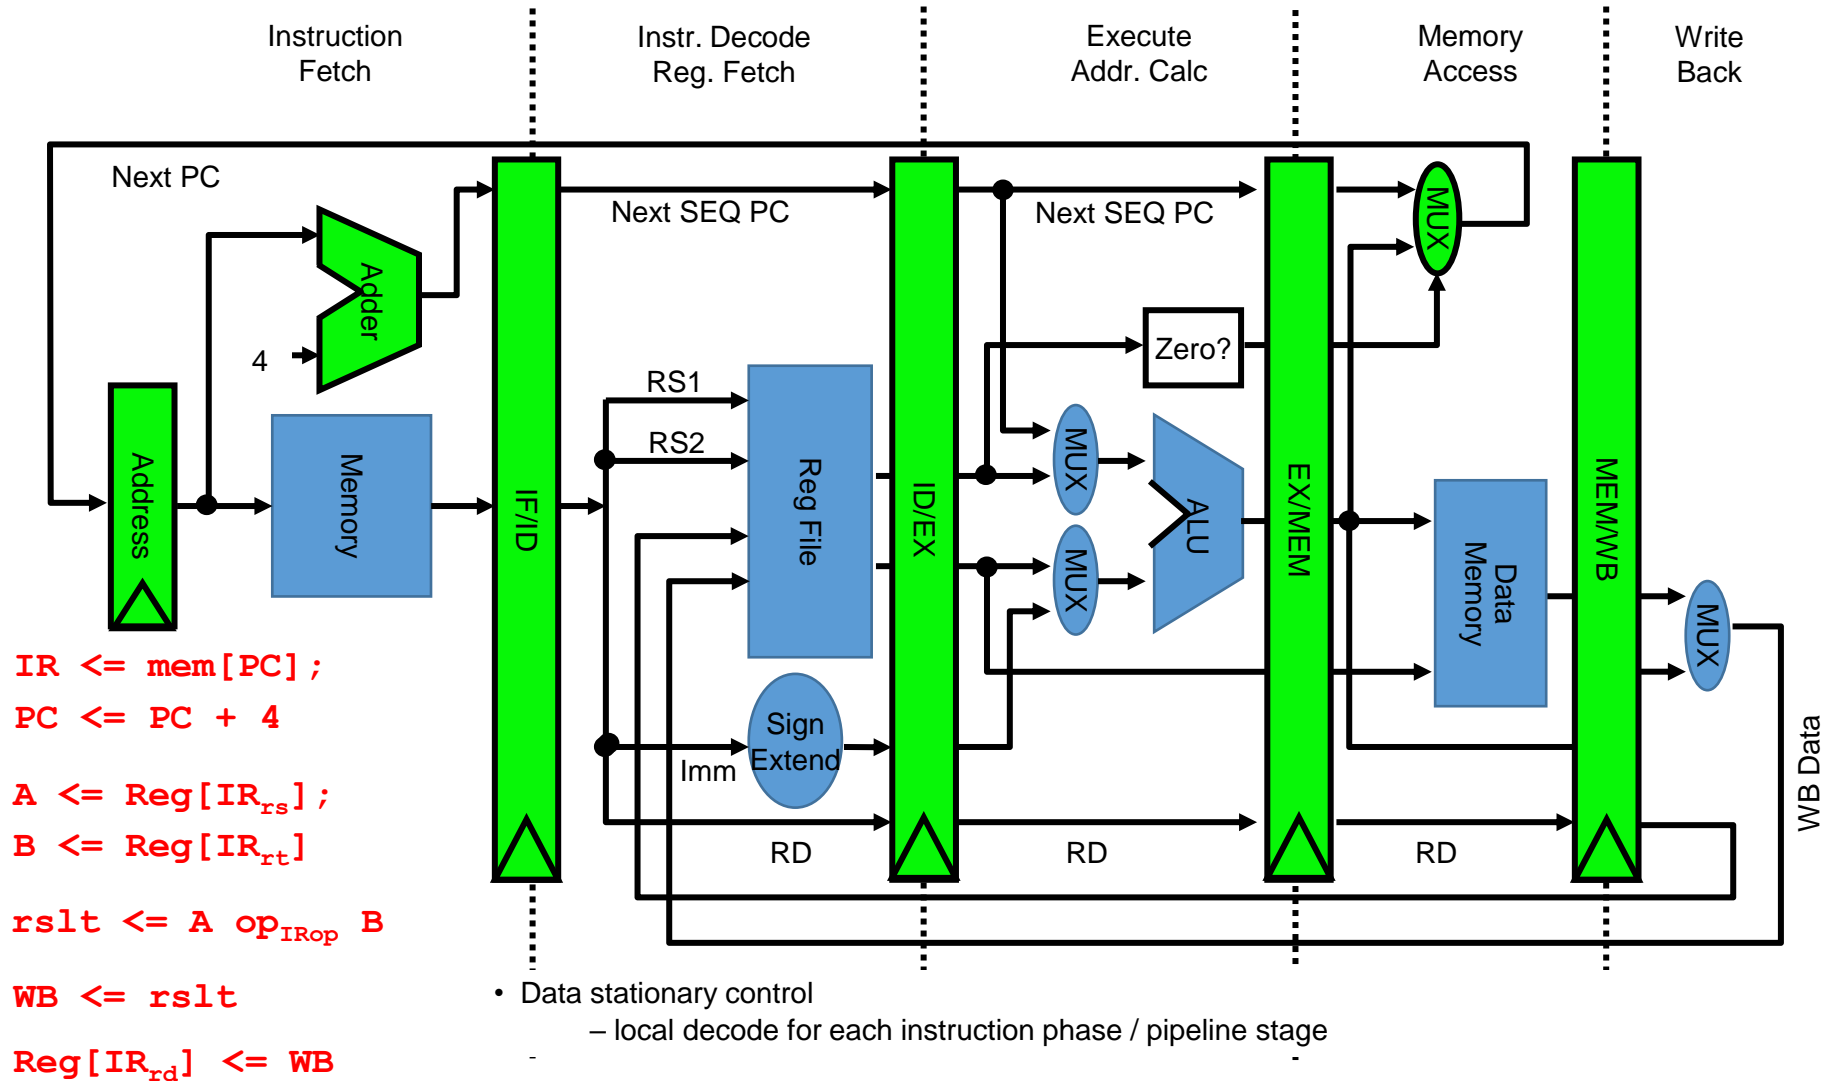 Instruction
Fetch
Instr. Decode
Reg. Fetch
Execute
Addr. Calc
Memory
Access
Write
Back
Next PC
Next SEQ PC
Next SEQ PC
MUX
Adder
4
Zero?
RS1
RS2
Address
Memory
IF/ID
Reg File
ID/EX
MUX
MUX
ALU
EX/MEM
Data
Memory
MEM/WB
MUX
Sign
Extend
Imm
RD
RD
RD
WB Data
IR <= mem[PC];
PC <= PC + 4
A <= Reg[IRrs];
B <= Reg[IRrt]
rslt <= A opIRop B
WB <= rslt
Reg[IRrd] <= WB
• Data stationary control
– local decode for each instruction phase / pipeline stage